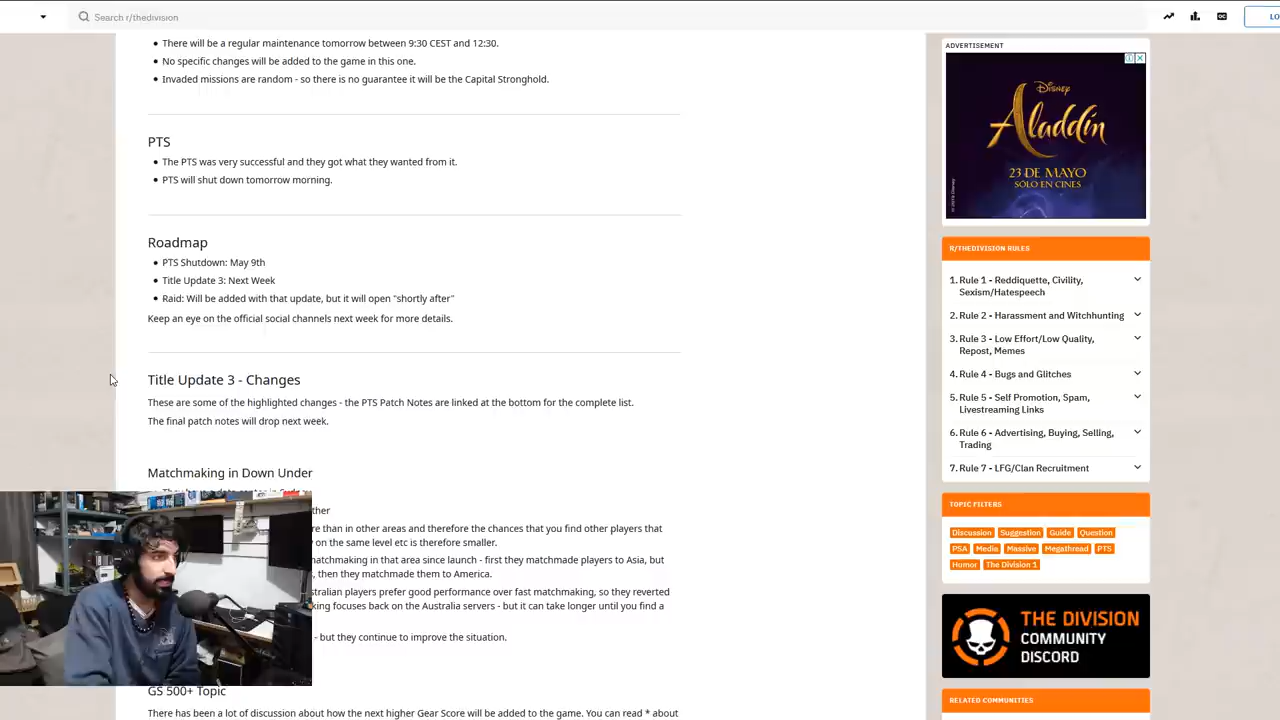 Search r/thedivision
LO
There will be a regular maintenance tomorrow between 9:30 CEST and 12:30.
No specific changes will be added to the game in this one.
Invaded missions are random - so there is no guarantee it will be the Capital Stronghold.
PTS
The PTS was very successful and they got what they wanted from it.
PTS will shut down tomorrow morning.
Roadmap
PTS Shutdown: May 9th
Title Update 3: Next Week
Raid: Will be added with that update, but it will open "shortly after"
Keep an eye on the official social channels next week for more details.
Title Update 3 - Changes
These are some of the highlighted changes - the PTS Patch Notes are linked at the bottom for the complete list.
The final patch notes will drop next week.
Matchmaking in Down Under
ther
re than in other areas and therefore the chances that you find other players that
on the same level etc is therefore smaller.
natchmaking in that area since launch - first they matchmade players to Asia, but
, then they matchmade them to America.
stralian players prefer good performance over fast matchmaking, so they reverted
king focuses back on the Australia servers - but it can take longer until you find a
- but they continue to improve the situation.
GS 500+ Topic
There has been a lot of discussion about how the next higher Gear Score will be added to the game. You can read * about
ADVERTISEMENT
Disney
Aladdin
23 DE MAYO
SÓLO EN CINES
R/THEDIVISION RULES
1. Rule 1 - Reddiquette, Civility,
Sexism/Hatespeech
2. Rule 2 - Harassment and Witchhunting
3. Rule 3 - Low Effort/Low Quality,
Repost, Memes
4. Rule 4 - Bugs and Glitches
5. Rule 5 - Self Promotion, Spam,
Livestreaming Links
6. Rule 6 - Advertising, Buying, Selling,
Trading
7. Rule 7 - LFG/Clan Recruitment
TOPIC FILTERS
Discussion Suggestion Guide Question
PSA Media Massive Megathread PTS
Humor The Division 1
THE DIVISION
COMMUNITY
DISCORD
RELATED COMMUNITIES